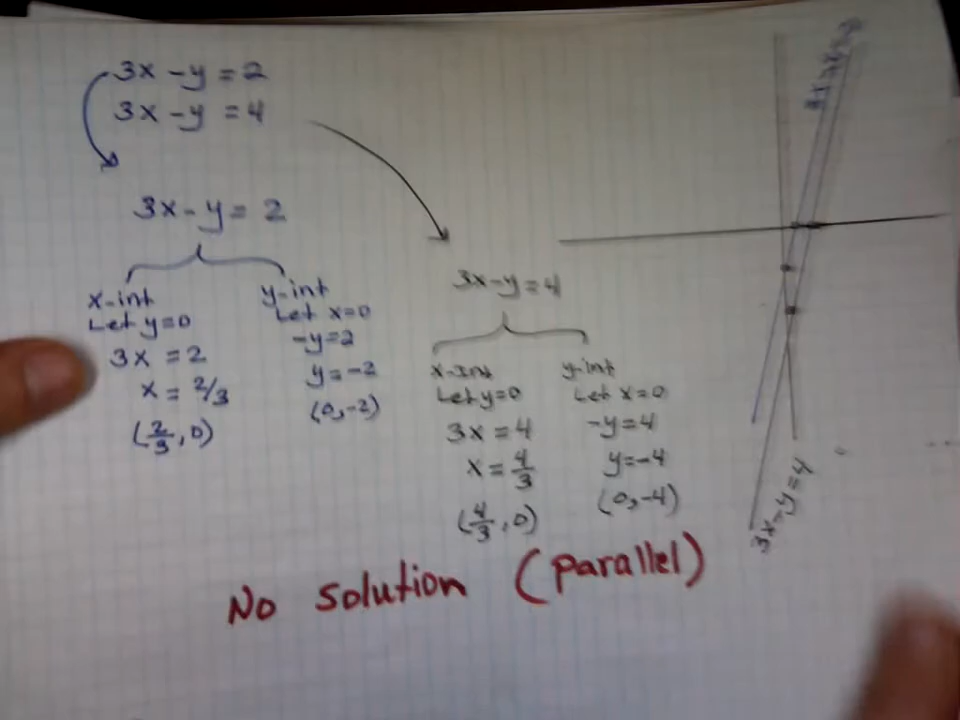 3x - y = 2
3x - y = 4
3x - y = 2
x-int
Let y=0
3x = 2
x = 2/3
(2/3, 0)
y-int
Let x=0
-y=2
y=-2
(0,-2)
3x-y=4
x-int
Let y=0
3x = 4
x = 4/3
(4/3, 0)
y-int
Let x=0
-y=4
y=-4
(0,-4)
3x-y=4
No solution (parallel)